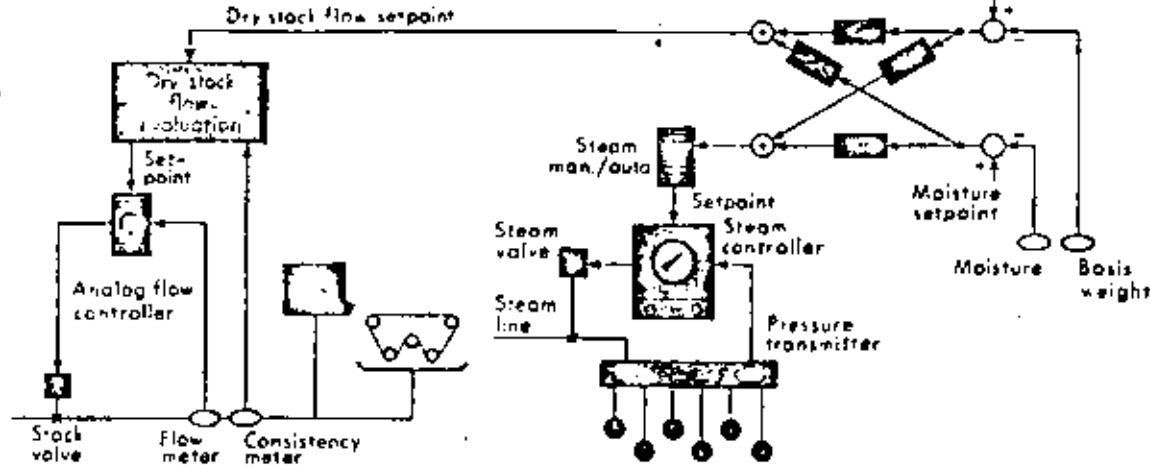 Dry stock flow setpoint
Dry stock
flow
evaluation
Set-
point
Steam
man./auto
Setpoint
Moisture
setpoint
Steam
controller
Steam
valve
Moisture
Basis
weight
Analog flow
controller
Steam
line
Pressure
transmitter
Stock
valve
Flow
meter
Consistency
meter